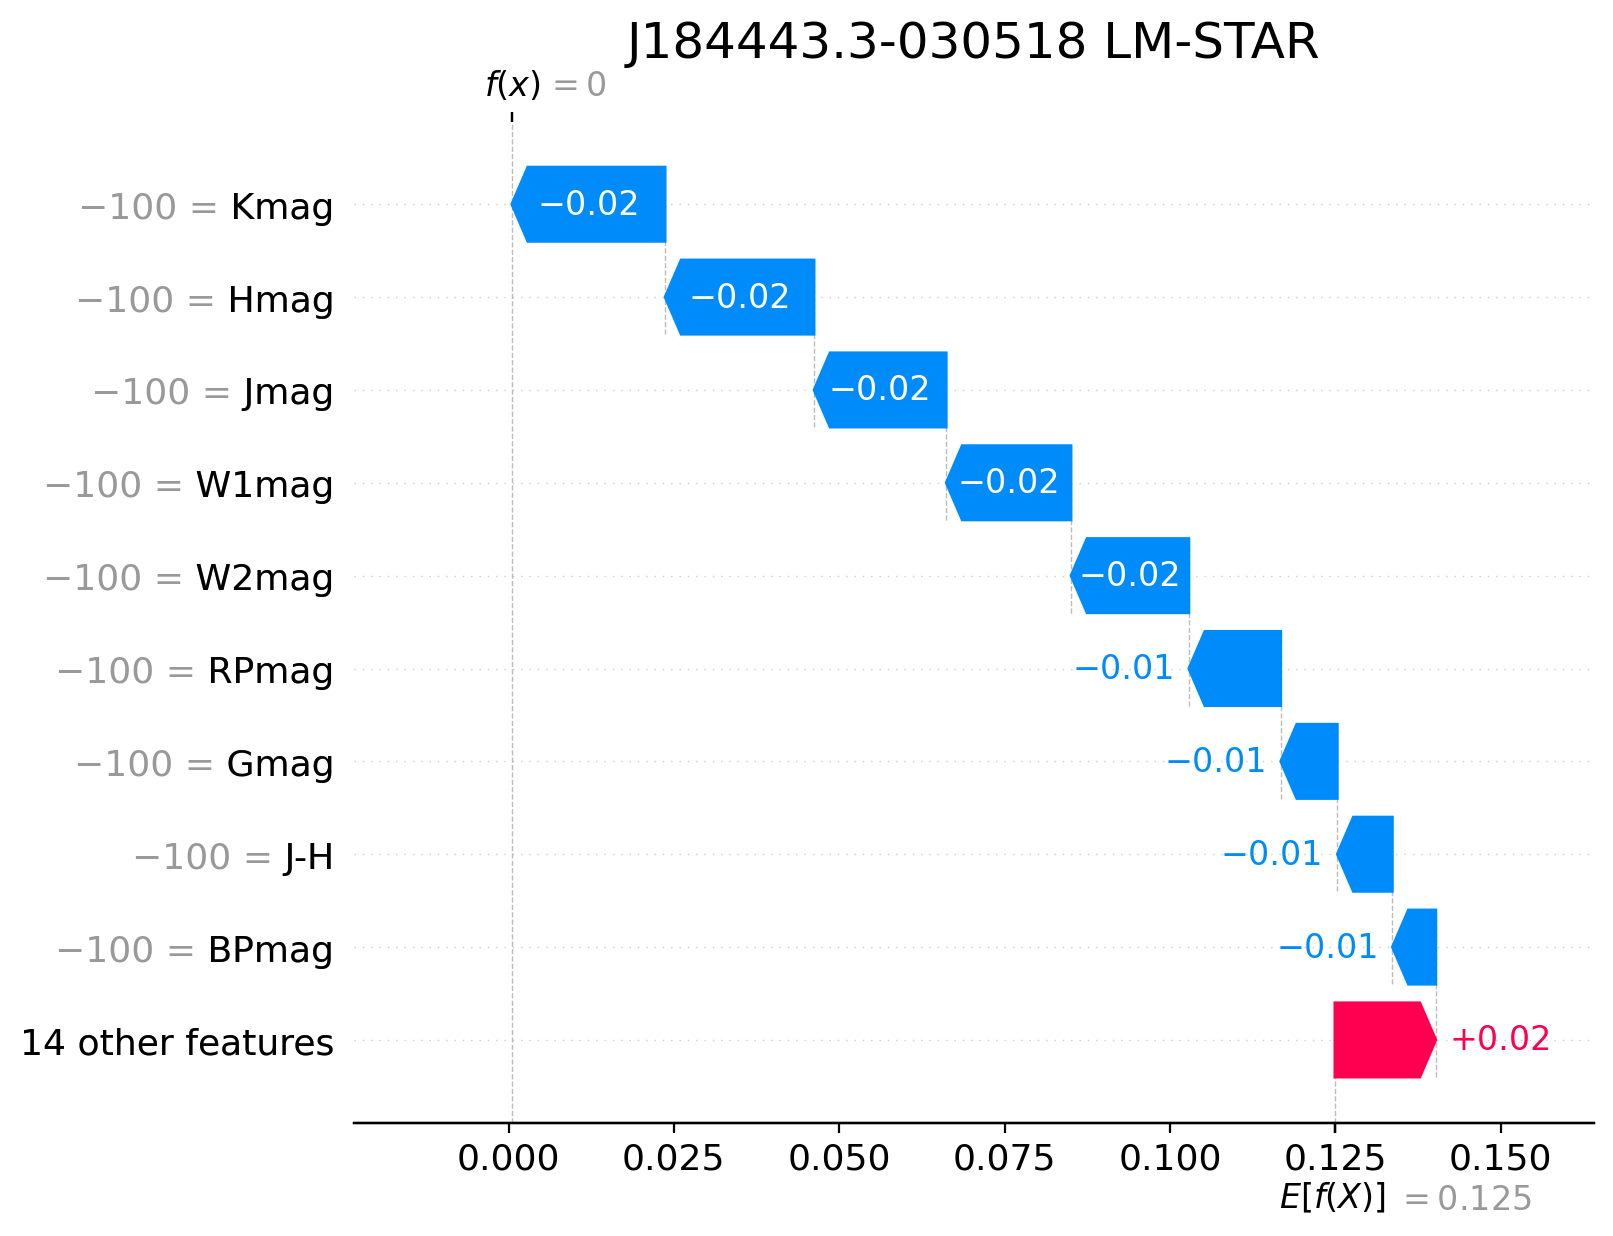 J184443.3-030518 LM-STAR
f(x) = 0
−100 = Kmag −0.02
−100 = Hmag −0.02
−100 = Jmag −0.02
−100 = W1mag −0.02
−100 = W2mag −0.02
−100 = RPmag −0.01
−100 = Gmag −0.01
−100 = J-H −0.01
−100 = BPmag −0.01
14 other features +0.02
0.000 0.025 0.050 0.075 0.100 0.125 0.150
E[f(X)] = 0.125